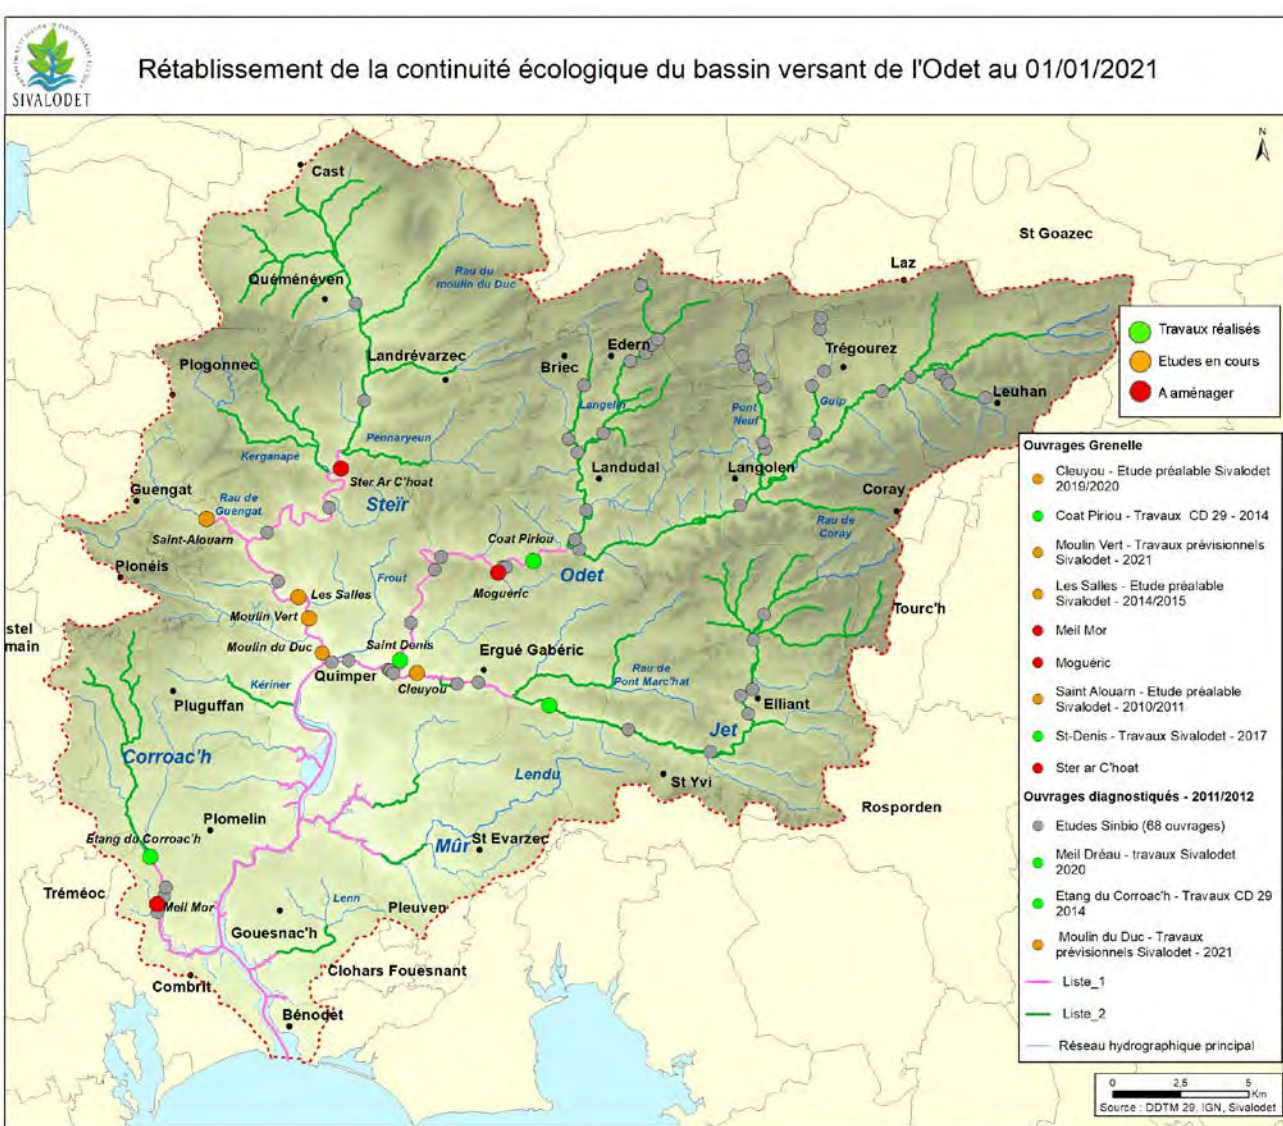 SIVALODET
Rétablissement de la continuité écologique du bassin versant de l'Odet au 01/01/2021
N
Cast
St Goazec
Quéménéven
Rau du
moulin du Duc
Laz
Travaux réalisés
Etudes en cours
A aménager
Plogonnec
Landrévarzec
Briec
Edern
Trégourez
Langelin
Pont
Neuf
Guip
Leuhan
Kerganapé
Pennaryeun
Ster Ar C'hoat
Steïr
Landudal
Langolen
Coray
Guengat
Rau de
Guengat
Saint-Alouarn
Rau de
Coray
Plonéis
Coat Piriou
Odet
Moguéric
Frout
Les Salles
Moulin Vert
Moulin du Duc
Saint Denis
Tourc'h
stel
main
Quimper
Cleuyou
Ergué Gabéric
Rau de
Pont Marc'hat
Kériner
Pluguffan
Elliant
Jet
Corroac'h
Lendu
St Yvi
Rosporden
Plomelin
Etang du Corroac'h
Mûr
St Evarzec
Tréméoc
Meil Mor
Lenn
Pleuven
Gouesnac'h
Clohars Fouesnant
Combrit
Bénodet
Ouvrages Grenelle
Cleuyou - Etude préalable Sivalodet
2019/2020
Coat Piriou - Travaux CD 29 - 2014
Moulin Vert - Travaux prévisionnels
Sivalodet - 2021
Les Salles - Etude préalable
Sivalodet - 2014/2015
Meil Mor
Moguéric
Saint Alouarn - Etude préalable
Sivalodet - 2010/2011
St-Denis - Travaux Sivalodet - 2017
Ster ar C'hoat
Ouvrages diagnostiqués - 2011/2012
Etudes Sinbio (68 ouvrages)
Meil Dréau - travaux Sivalodet
2020
Etang du Corroac'h - Travaux CD 29
2014
Moulin du Duc - Travaux
prévisionnels Sivalodet - 2021
Liste_1
Liste_2
Réseau hydrographique principal
0 2,5 5
Km
Source : DDTM 29, IGN, Sivalodet